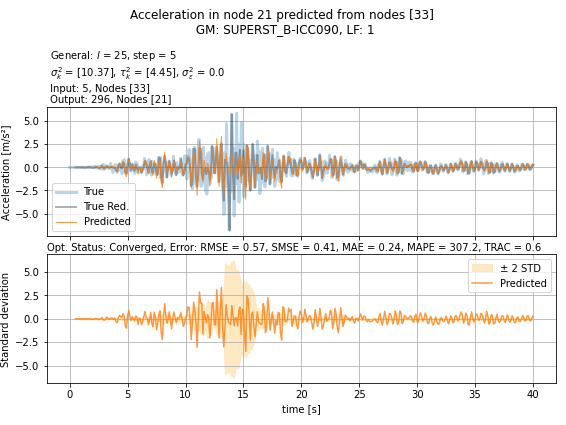 Acceleration in node 21 predicted from nodes [33]
GM: SUPERST_B-ICC090, LF: 1
General: l = 25, step = 5
σ²ₖ = [10.37], τ²ₖ = [4.45], σ²ε = 0.0
Input: 5, Nodes [33]
Output: 296, Nodes [21]
Acceleration [m/s²]
5.0
2.5
0.0
−2.5
−5.0
True
True Red.
Predicted
Opt. Status: Converged, Error: RMSE = 0.57, SMSE = 0.41, MAE = 0.24, MAPE = 307.2, TRAC = 0.6
Standard deviation
5.0
2.5
0.0
−2.5
−5.0
± 2 STD
Predicted
0 5 10 15 20 25 30 35 40
time [s]